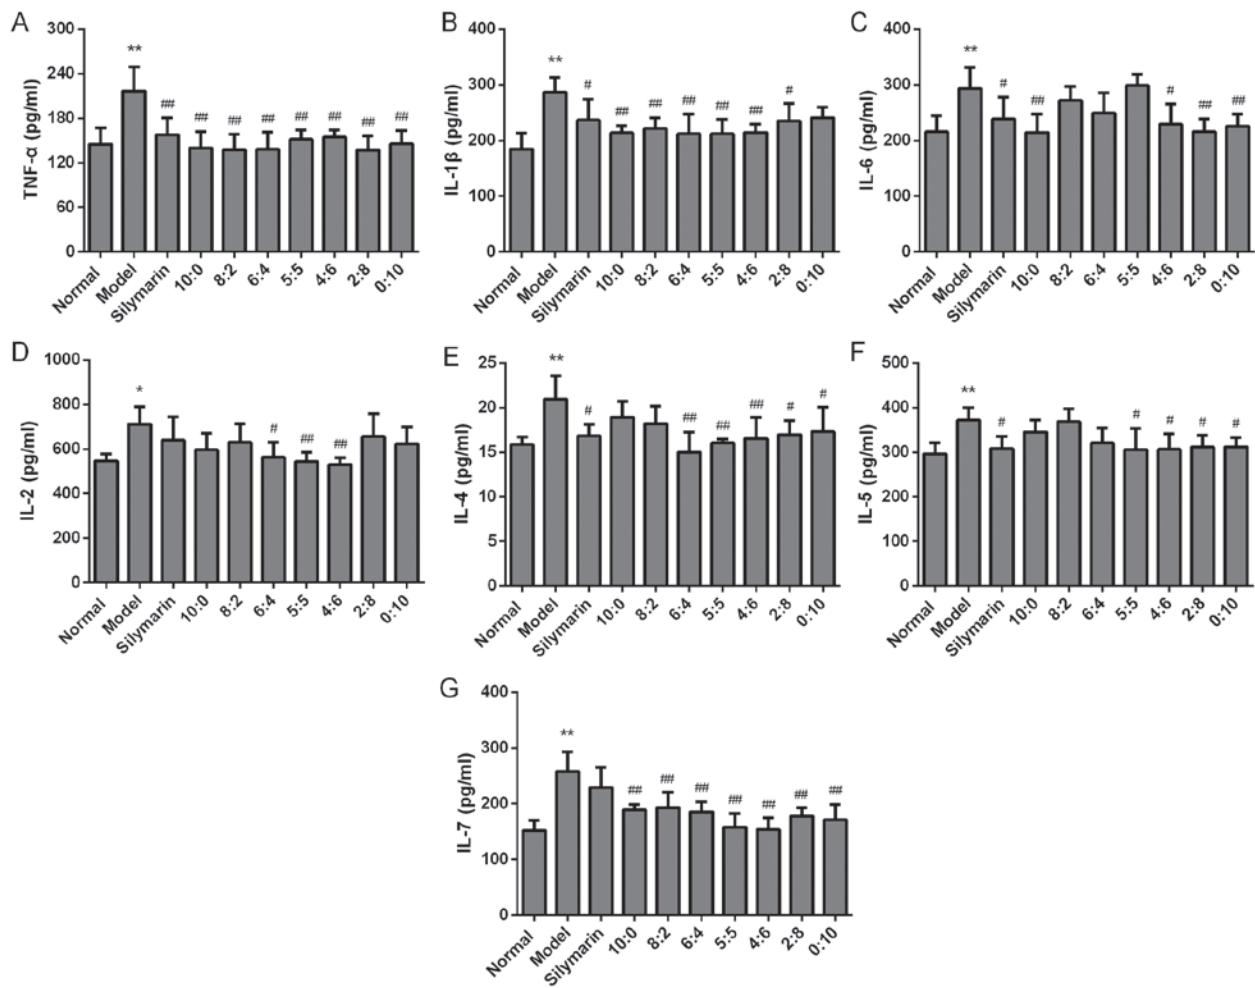 A
TNF-α (pg/ml)
300
240
180
120
60
0
** ## ## ## ## ## ## ## ##
Normal Model Silymarin 10:0 8:2 6:4 5:5 4:6 2:8 0:10
B
IL-1β (pg/ml)
400
300
200
100
0
** # ## ## ## ## ## #
Normal Model Silymarin 10:0 8:2 6:4 5:5 4:6 2:8 0:10
C
IL-6 (pg/ml)
400
300
200
100
0
** # ## # ## ##
Normal Model Silymarin 10:0 8:2 6:4 5:5 4:6 2:8 0:10
D
IL-2 (pg/ml)
1000
800
600
400
200
0
* # ## ##
Normal Model Silymarin 10:0 8:2 6:4 5:5 4:6 2:8 0:10
E
IL-4 (pg/ml)
25
20
15
10
5
0
** # ## ## ## # #
Normal Model Silymarin 10:0 8:2 6:4 5:5 4:6 2:8 0:10
F
IL-5 (pg/ml)
500
400
300
200
100
0
** # # # # #
Normal Model Silymarin 10:0 8:2 6:4 5:5 4:6 2:8 0:10
G
IL-7 (pg/ml)
400
300
200
100
0
** ## ## ## ## ## ## ##
Normal Model Silymarin 10:0 8:2 6:4 5:5 4:6 2:8 0:10